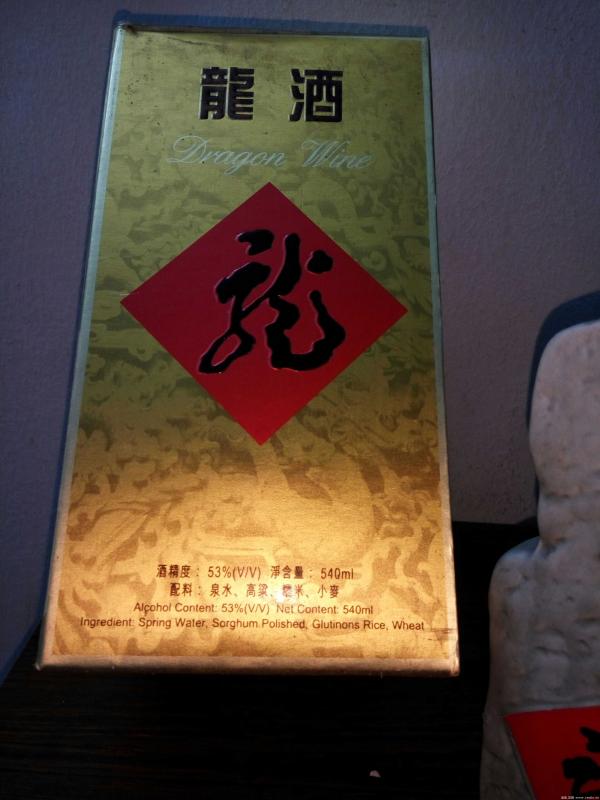 龍酒
Dragon Wine
龍
酒精度：53%(V/V) 淨含量：540ml
配料：泉水、高粱、糯米、小麥
Alcohol Content: 53%(V/V) Net Content: 540ml
Ingredient: Spring Water, Sorghum Polished, Glutinons Rice, Wheat